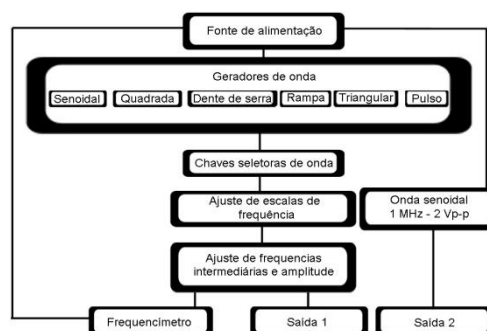 Fonte de alimentação
Geradores de onda
Senoidal Quadrada Dente de serra Rampa Triangular Pulso
Chaves seletoras de onda
Ajuste de escalas de
frequência
Onda senoidal
1 MHz - 2 Vp-p
Ajuste de frequencias
intermediárias e amplitude
Frequencímetro Saída 1 Saída 2